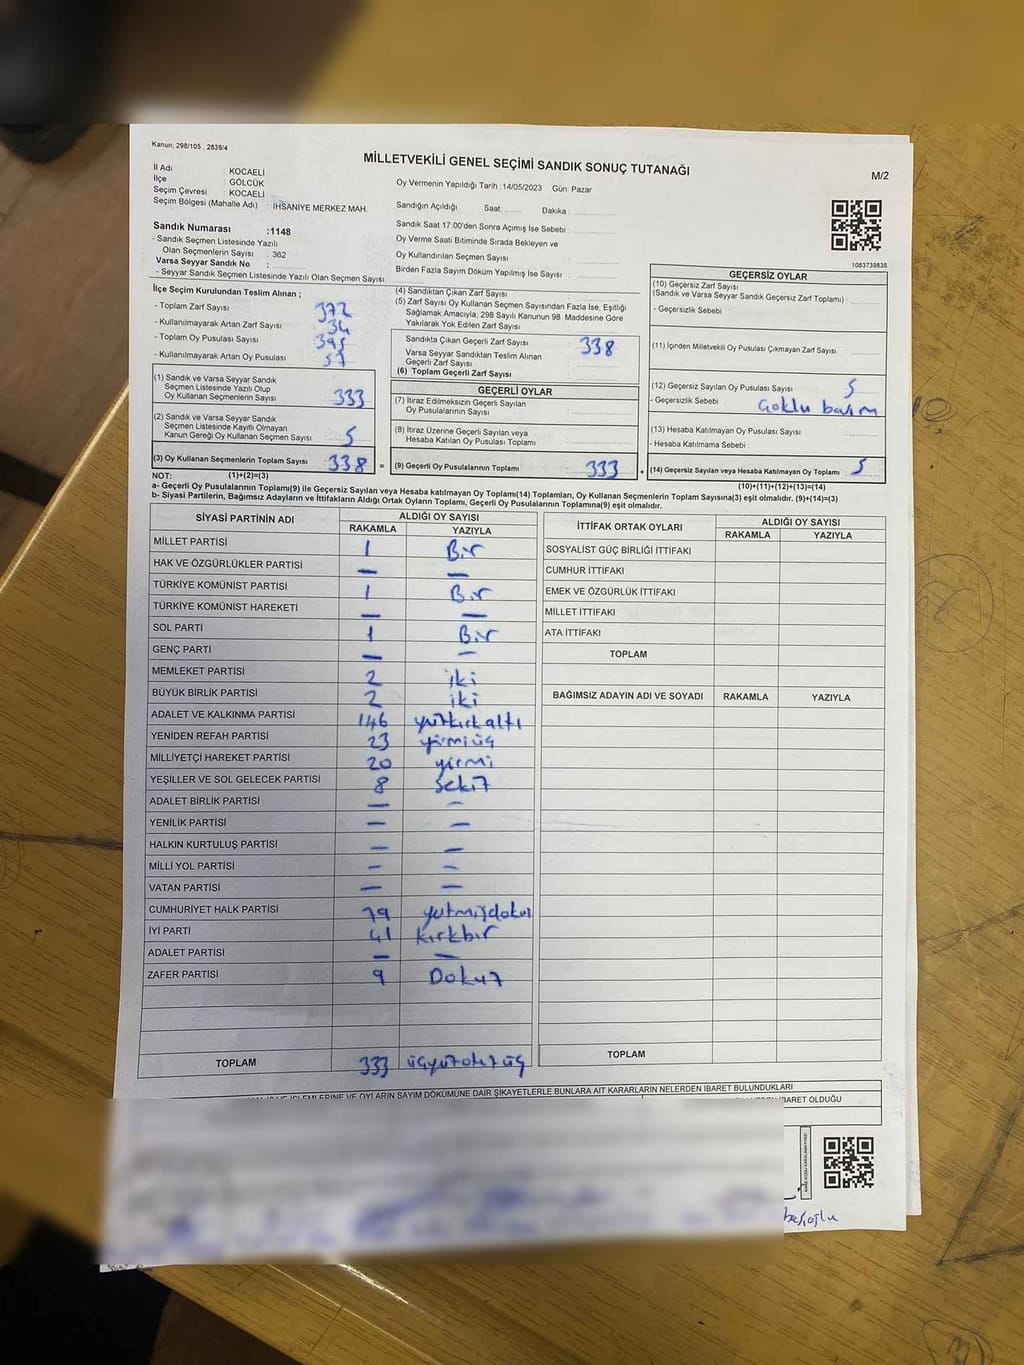 Kanun: 298/105 , 2839/4
MİLLETVEKİLİ GENEL SEÇİMİ SANDIK SONUÇ TUTANAĞI
M/2
İl Adı : KOCAELİ
İlçe : GÖLCÜK
Seçim Çevresi : KOCAELİ
Seçim Bölgesi (Mahalle Adı) : İHSANİYE MERKEZ MAH.
Oy Vermenin Yapıldığı Tarih :14/05/2023 Gün: Pazar
Sandığın Açıldığı Saat: Dakika :
Sandık Numarası :1148
- Sandık Seçmen Listesinde Yazılı
Olan Seçmenlerin Sayısı : 362
Varsa Seyyar Sandık No :
- Seyyar Sandık Seçmen Listesinde Yazılı Olan Seçmen Sayısı:
Sandık Saat 17:00'den Sonra Açılmış İse Sebebi :
Oy Verme Saati Bitiminde Sırada Bekleyen ve
Oy Kullandırılan Seçmen Sayısı :
Birden Fazla Sayım Döküm Yapılmış İse Sayısı :
1083739835
İlçe Seçim Kurulundan Teslim Alınan ;
- Toplam Zarf Sayısı : 372
- Kullanılmayarak Artan Zarf Sayısı : 34
- Toplam Oy Pusulası Sayısı : 395
- Kullanılmayarak Artan Oy Pusulası : 57
(1) Sandık ve Varsa Seyyar Sandık
Seçmen Listesinde Yazılı Olup
Oy Kullanan Seçmenlerin Sayısı : 333
(2) Sandık ve Varsa Seyyar Sandık
Seçmen Listesinde Kayıtlı Olmayan
Kanun Gereği Oy Kullanan Seçmen Sayısı : 5
(3) Oy Kullanan Seçmenlerin Toplam Sayısı : 338
(4) Sandıktan Çıkan Zarf Sayısı
(5) Zarf Sayısı Oy Kullanan Seçmen Sayısından Fazla İse, Eşitliği
Sağlamak Amacıyla, 298 Sayılı Kanunun 98. Maddesine Göre
Yakılarak Yok Edilen Zarf Sayısı
Sandıkta Çıkan Geçerli Zarf Sayısı : 338
Varsa Seyyar Sandıktan Teslim Alınan
Geçerli Zarf Sayısı :
(6) Toplam Geçerli Zarf Sayısı
GEÇERLİ OYLAR
(7) İtiraz Edilmeksizin Geçerli Sayılan
Oy Pusulalarının Sayısı :
(8) İtiraz Üzerine Geçerli Sayılan veya
Hesaba Katılan Oy Pusulası Toplamı :
= (9) Geçerli Oy Pusulalarının Toplamı : 333 +
GEÇERSİZ OYLAR
(10) Geçersiz Zarf Sayısı
(Sandık ve Varsa Seyyar Sandık Geçersiz Zarf Toplamı) :
- Geçersizlik Sebebi :
(11) İçinden Milletvekili Oy Pusulası Çıkmayan Zarf Sayısı :
(12) Geçersiz Sayılan Oy Pusulası Sayısı : 5
- Geçersizlik Sebebi : Çoklu basım
(13) Hesaba Katılmayan Oy Pusulası Sayısı :
- Hesaba Katılmama Sebebi :
(14) Geçersiz Sayılan veya Hesaba Katılmayan Oy Toplamı : 5
NOT: (1)+(2)=(3)
(10)+(11)+(12)+(13)=(14)
a- Geçerli Oy Pusulaları Toplamı(9) ile Geçersiz Sayılan veya Hesaba katılmayan Oy Toplamı(14) Toplamları, Oy Kullanan Seçmenlerin Toplam Sayısına(3) eşit olmalıdır. (9)+(14)=(3)
b- Siyasi Partilerin, Bağımsız Adayların ve İttifakların Aldığı Ortak Oyların Toplamı, Geçerli Oy Pusulalarının Toplamına(9) eşit olmalıdır.
SİYASİ PARTİNİN ADI ALDIĞI OY SAYISI
RAKAMLA YAZIYLA
MİLLET PARTİSİ 1 Bir
HAK VE ÖZGÜRLÜKLER PARTİSİ — —
TÜRKİYE KOMÜNİST PARTİSİ 1 Bir
TÜRKİYE KOMÜNİST HAREKETİ — —
SOL PARTİ 1 Bir
GENÇ PARTİ — —
MEMLEKET PARTİSİ 2 iki
BÜYÜK BİRLİK PARTİSİ 2 iki
ADALET VE KALKINMA PARTİSİ 146 yüzkırkaltı
YENİDEN REFAH PARTİSİ 23 yirmiüç
MİLLİYETÇİ HAREKET PARTİSİ 20 yirmi
YEŞİLLER VE SOL GELECEK PARTİSİ 8 Sekiz
ADALET BİRLİK PARTİSİ — —
YENİLİK PARTİSİ — —
HALKIN KURTULUŞ PARTİSİ — —
MİLLİ YOL PARTİSİ — —
VATAN PARTİSİ — —
CUMHURİYET HALK PARTİSİ 79 yetmişdokuz
İYİ PARTİ 41 kırkbir
ADALET PARTİSİ — —
ZAFER PARTİSİ 9 Dokuz
TOPLAM 333 üçyüzotuzüç
İTTİFAK ORTAK OYLARI ALDIĞI OY SAYISI
RAKAMLA YAZIYLA
SOSYALİST GÜÇ BİRLİĞİ İTTİFAKI
CUMHUR İTTİFAKI
EMEK VE ÖZGÜRLÜK İTTİFAKI
MİLLET İTTİFAKI
ATA İTTİFAKI
TOPLAM
BAĞIMSIZ ADAYIN ADI VE SOYADI RAKAMLA YAZIYLA
TOPLAM
İŞLEMLERİNE VE OYLARIN SAYIM DÖKÜMÜNE DAİR ŞİKAYETLERLE BUNLARA AİT KARARLARIN NELERDEN İBARET BULUNDUKLARI
İBARET OLDUĞU